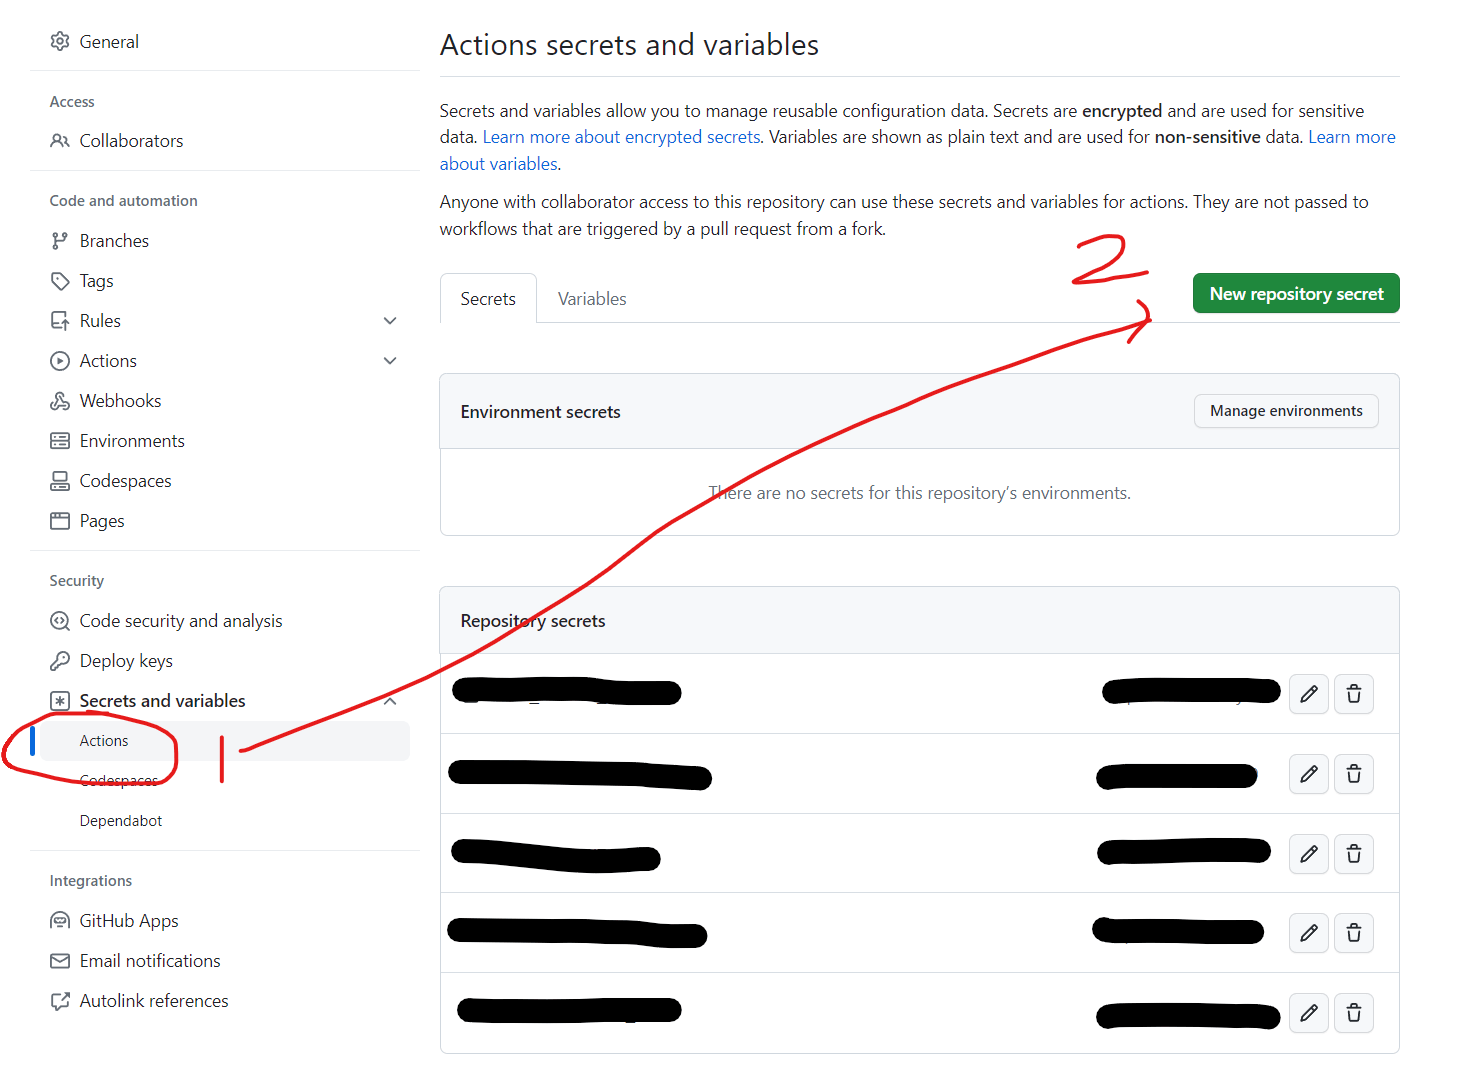 General
Access
Collaborators
Code and automation
Branches
Tags
Rules
Actions
Webhooks
Environments
Codespaces
Pages
Security
Code security and analysis
Deploy keys
Secrets and variables
Actions
1
Codespaces
Dependabot
Integrations
GitHub Apps
Email notifications
Autolink references
Actions secrets and variables
Secrets and variables allow you to manage reusable configuration data. Secrets are encrypted and are used for sensitive
data. Learn more about encrypted secrets. Variables are shown as plain text and are used for non-sensitive data. Learn more
about variables.
Anyone with collaborator access to this repository can use these secrets and variables for actions. They are not passed to
workflows that are triggered by a pull request from a fork.
2
Secrets
Variables
New repository secret
Environment secrets
Manage environments
There are no secrets for this repository's environments.
Repository secrets